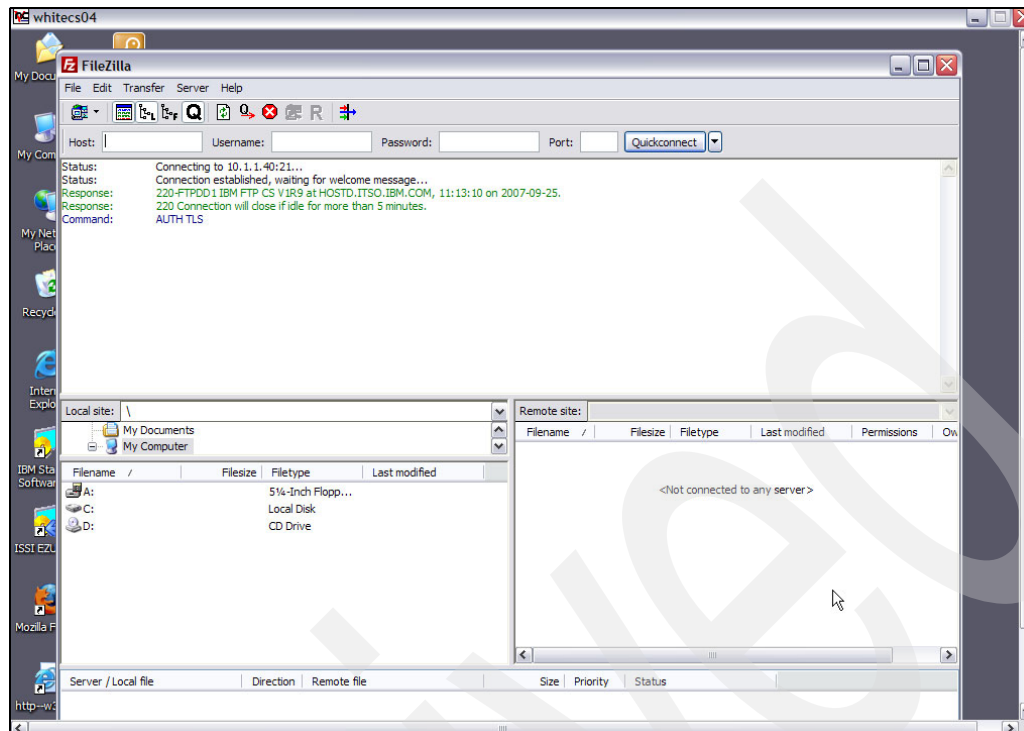 whitecs04
FileZilla
My Docu
File Edit Transfer Server Help
Host: Username: Password: Port: Quickconnect
My Com
Status: Connecting to 10.1.1.40:21...
Status: Connection established, waiting for welcome message...
Response: 220-FTPDD1 IBM FTP CS V1R9 at HOSTD.ITSO.IBM.COM, 11:13:10 on 2007-09-25.
Response: 220 Connection will close if idle for more than 5 minutes.
Command: AUTH TLS
My Net
Place
Recycl
Intern
Explo
Local site: \ Remote site:
My Documents
My Computer
Filename / Filesize Filetype Last modified Permissions Ow
IBM Sta
Softwar
Filename / Filesize Filetype Last modified
A: 5¼-Inch Flopp...
C: Local Disk
D: CD Drive
<Not connected to any server>
ISSI EZU
Mozilla F
Server / Local file Direction Remote file Size Priority Status
http--w3